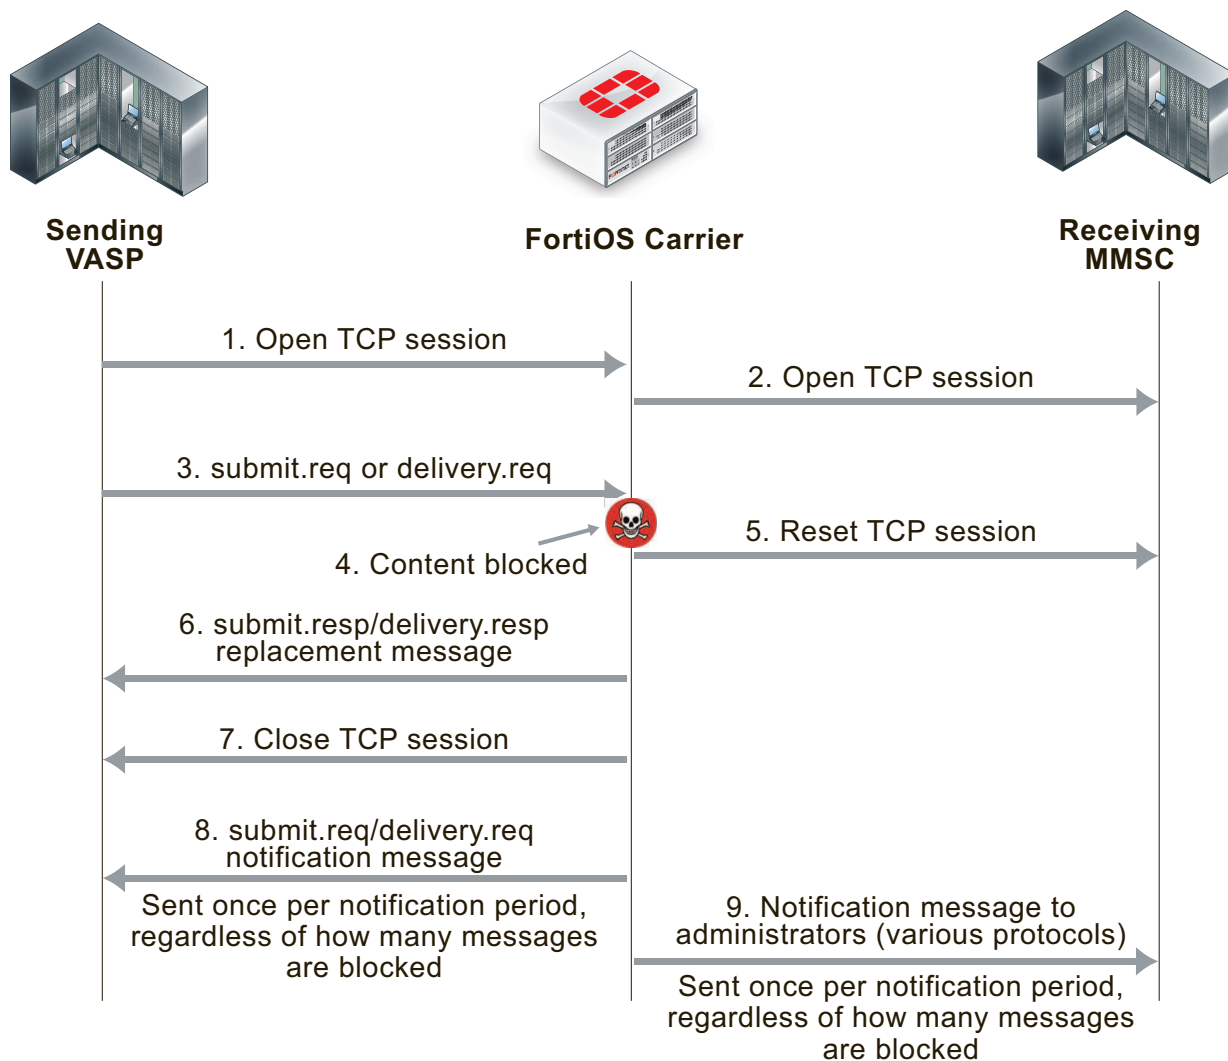 Sending
VASP
FortiOS Carrier
Receiving
MMSC
1. Open TCP session
2. Open TCP session
3. submit.req or delivery.req
4. Content blocked
5. Reset TCP session
6. submit.resp/delivery.resp
replacement message
7. Close TCP session
8. submit.req/delivery.req
notification message
Sent once per notification period,
regardless of how many messages
are blocked
9. Notification message to
administrators (various protocols)
Sent once per notification period,
regardless of how many messages
are blocked